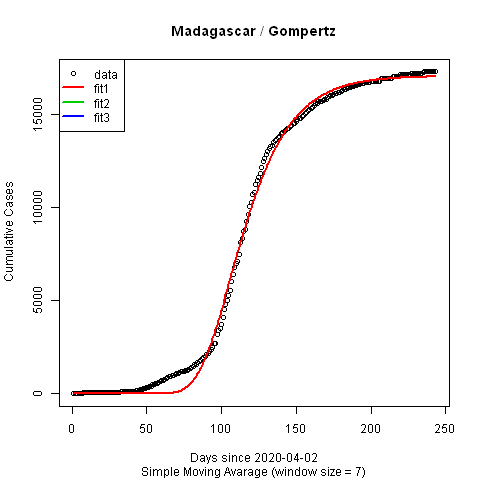 Madagascar / Gompertz
data
fit1
fit2
fit3
Cumulative Cases
0
5000
10000
15000
0
50
100
150
200
250
Days since 2020-04-02
Simple Moving Avarage (window size = 7)